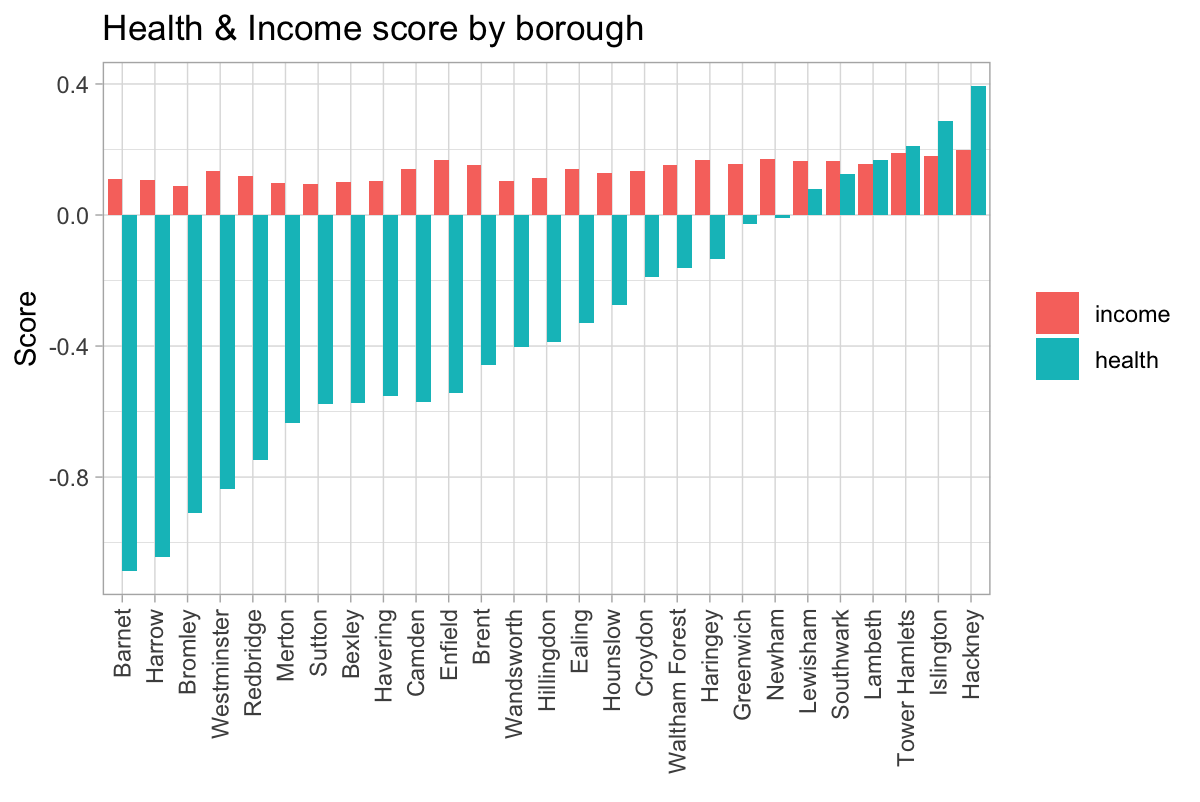 Health & Income score by borough
0.4
0.0
-0.4
-0.8
Score
Barnet
Harrow
Bromley
Westminster
Redbridge
Merton
Sutton
Bexley
Havering
Camden
Enfield
Brent
Wandsworth
Hillingdon
Ealing
Hounslow
Croydon
Waltham Forest
Haringey
Greenwich
Newham
Lewisham
Southwark
Lambeth
Tower Hamlets
Islington
Hackney
income
health